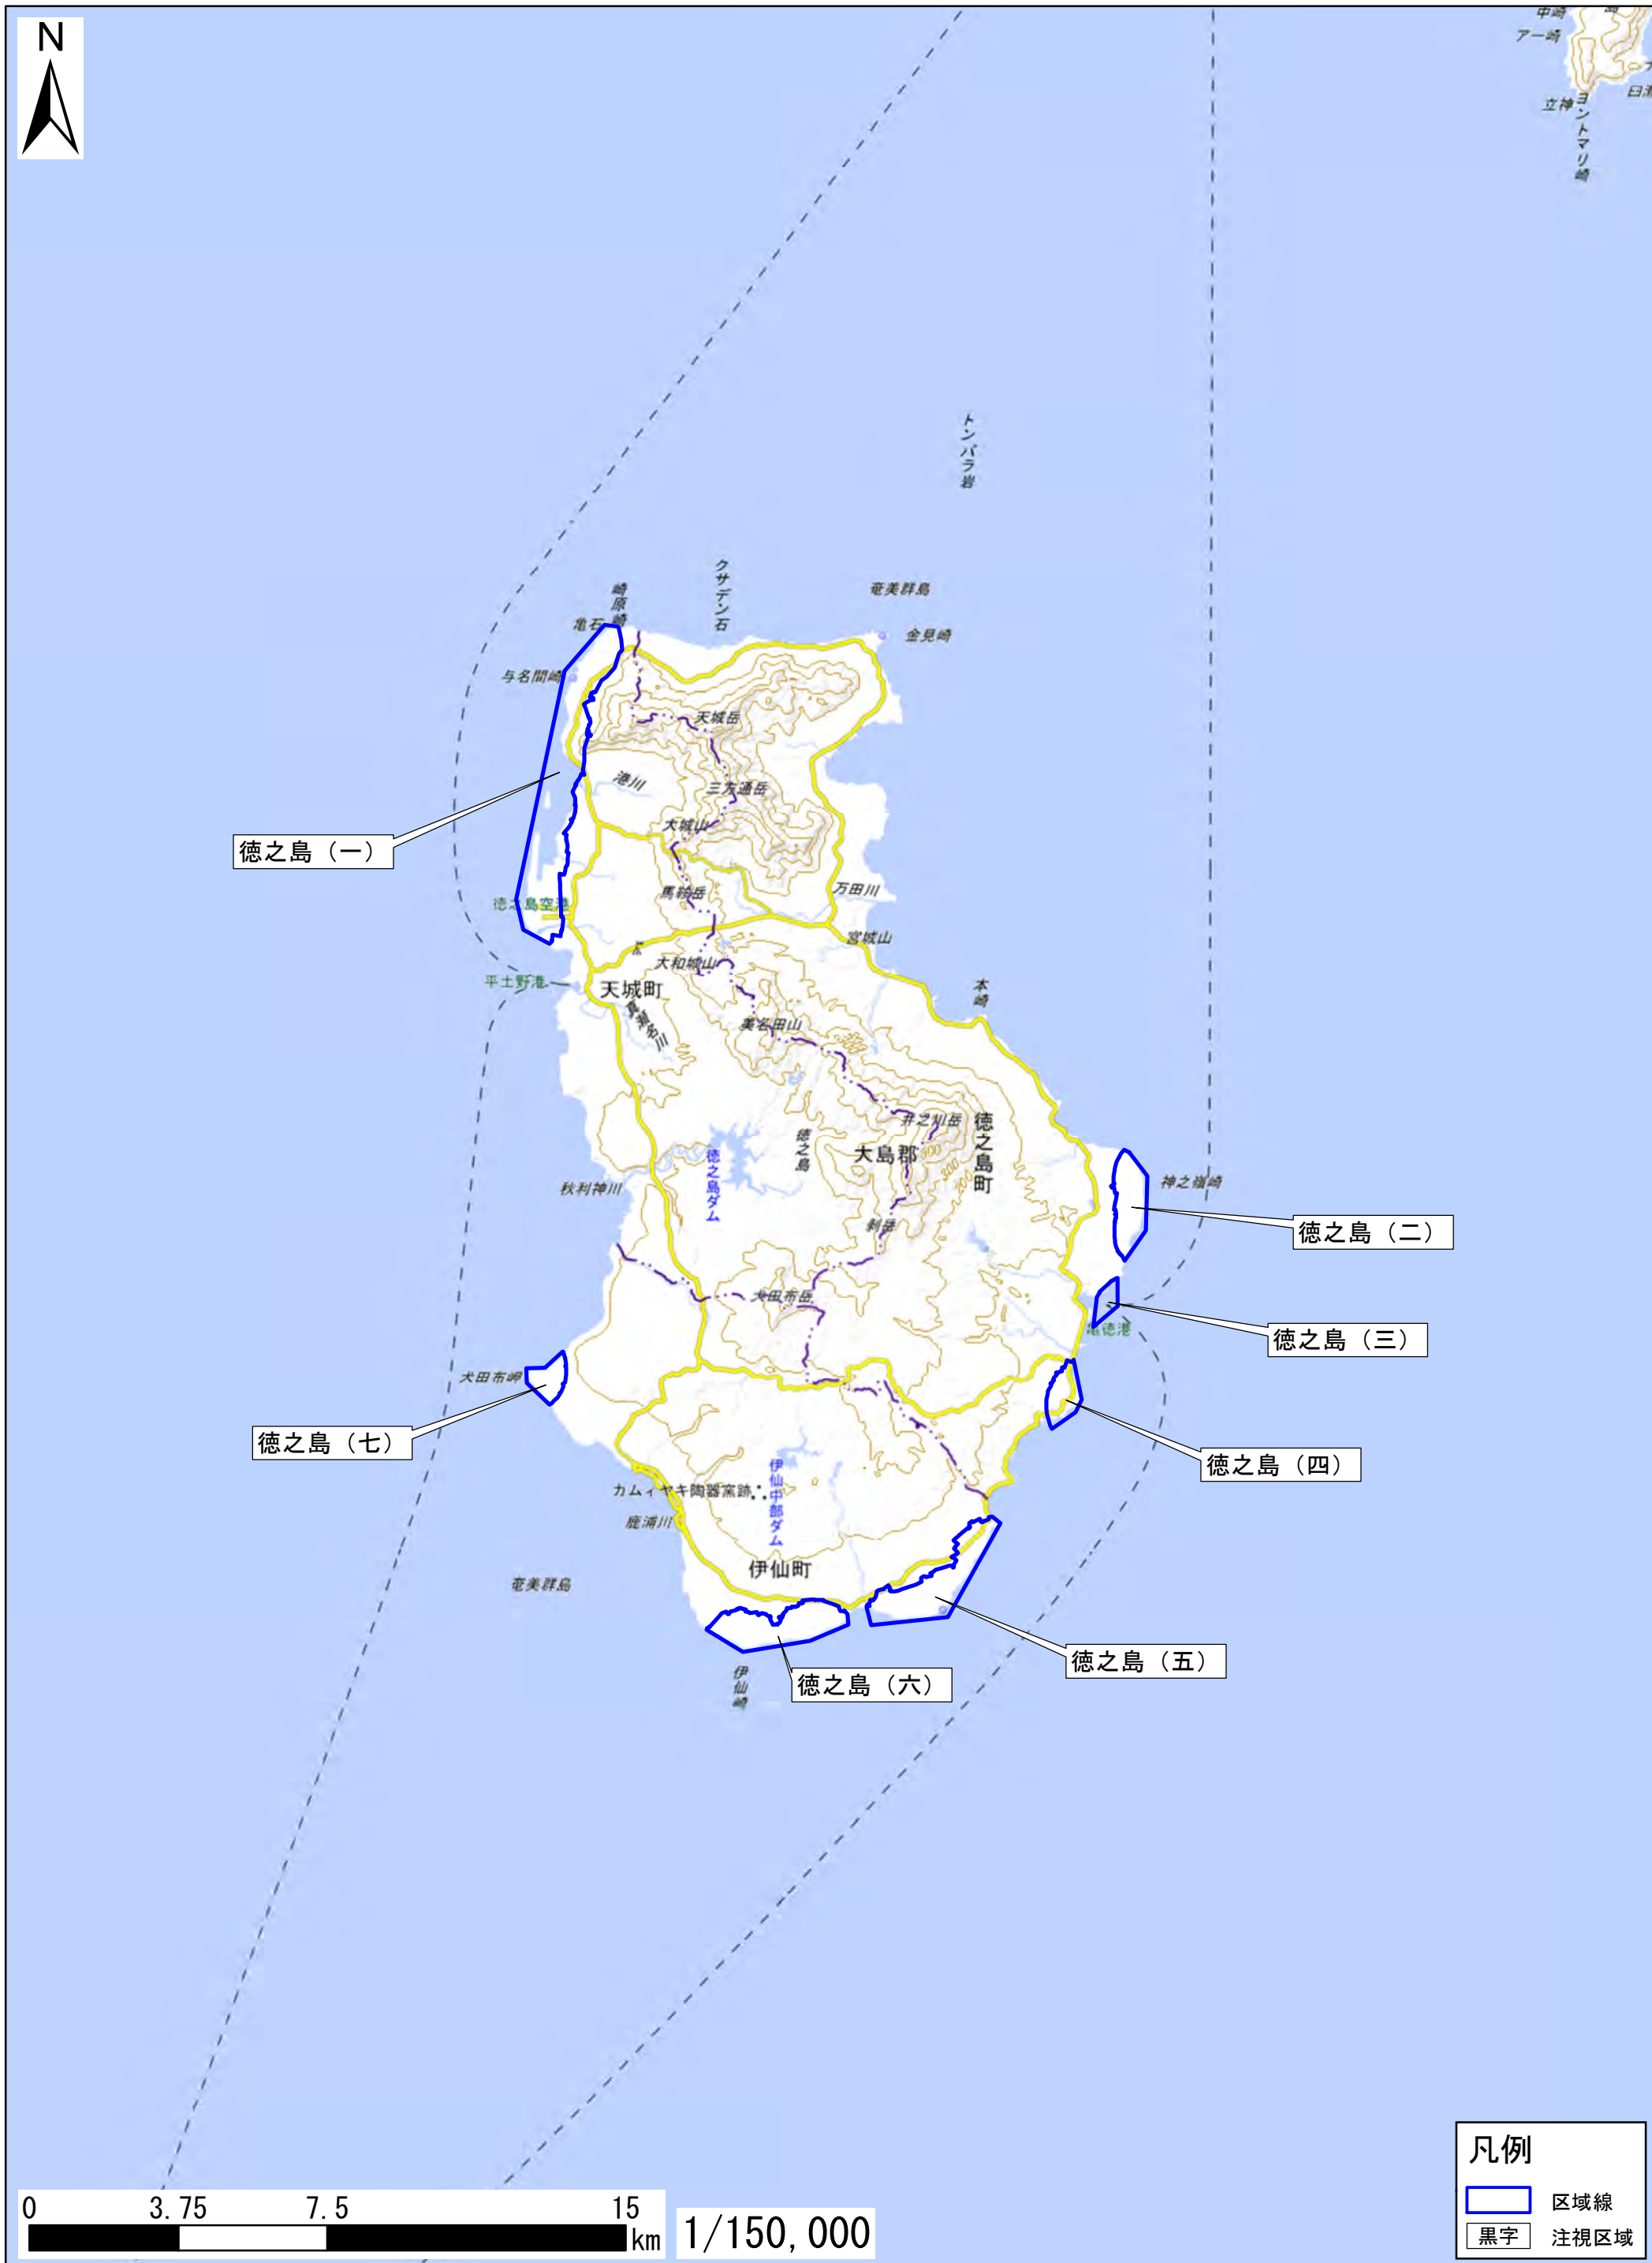 N
中崎
アー崎
立神
ヨントマリ崎
トンバラ岩
クサデン石
崎原崎
亀石
奄美群島
金見崎
与名間崎
天城岳
港川
三方通岳
大城山
徳之島（一）
馬鞍岳
万田川
徳之島空港
宮城山
大和城山
平土野港
天城町
本崎
真瀬名川
美名田山
井之川岳
徳之島町
徳之島
大島郡
300
徳之島ダム
秋利神川
神之嶺崎
剥岳
徳之島（二）
犬田布岳
亀徳港
徳之島（三）
犬田布岬
徳之島（七）
徳之島（四）
カムィヤキ陶器窯跡
伊仙中部ダム
鹿浦川
伊仙町
奄美群島
徳之島（五）
伊仙崎
徳之島（六）
凡例
区域線
黒字 注視区域
0 3.75 7.5 15
km
1/150,000